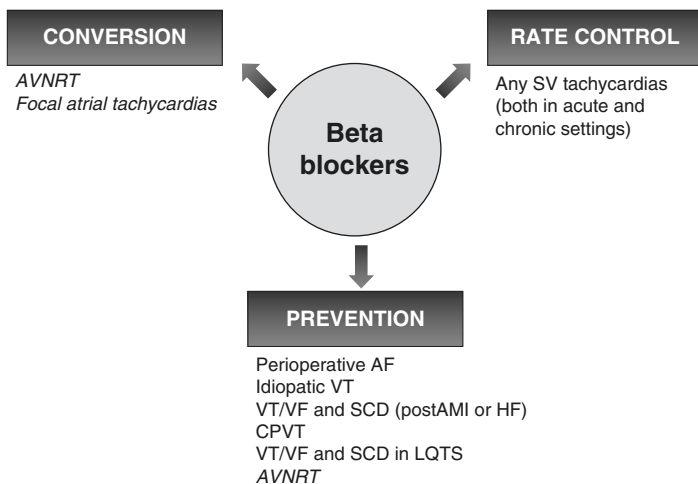 CONVERSION
AVNRT
Focal atrial tachycardias
RATE CONTROL
Any SV tachycardias
(both in acute and
chronic settings)
Beta
blockers
PREVENTION
Perioperative AF
Idiopatic VT
VT/VF and SCD (postAMI or HF)
CPVT
VT/VF and SCD in LQTS
AVNRT